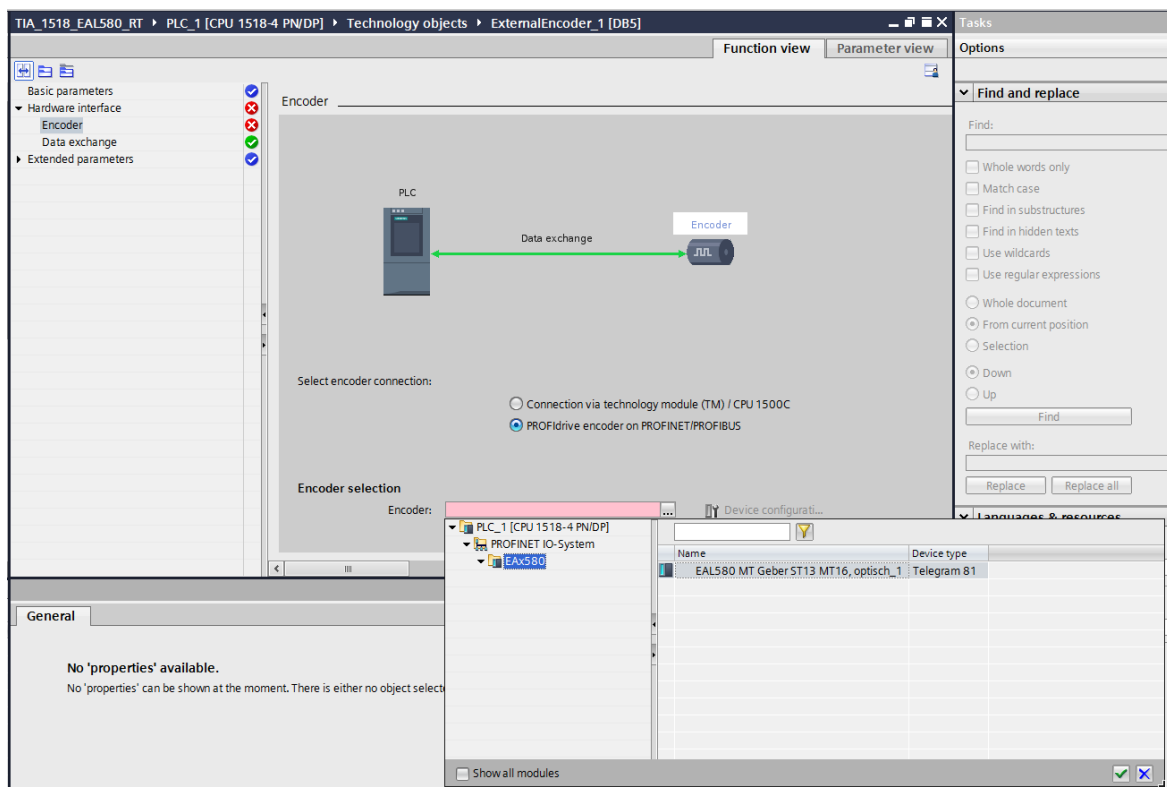 TIA_1518_EAL580_RT ▸ PLC_1 [CPU 1518-4 PN/DP] ▸ Technology objects ▸ ExternalEncoder_1 [DB5]
Tasks
Function view
Parameter view
Options
Basic parameters
Hardware interface
Encoder
Data exchange
Extended parameters
Encoder
PLC
Data exchange
Encoder
Select encoder connection:
Connection via technology module (TM) / CPU 1500C
PROFIdrive encoder on PROFINET/PROFIBUS
Encoder selection
Encoder:
...
Device configurati...
PLC_1 [CPU 1518-4 PN/DP]
PROFINET IO-System
EAx580
Name
Device type
EAL580 MT Geber ST13 MT16, optisch_1
Telegram 81
Show all modules
Find and replace
Find:
Whole words only
Match case
Find in substructures
Find in hidden texts
Use wildcards
Use regular expressions
Whole document
From current position
Selection
Down
Up
Find
Replace with:
Replace
Replace all
Languages & resources
General
No 'properties' available.
No 'properties' can be shown at the moment. There is either no object selecte